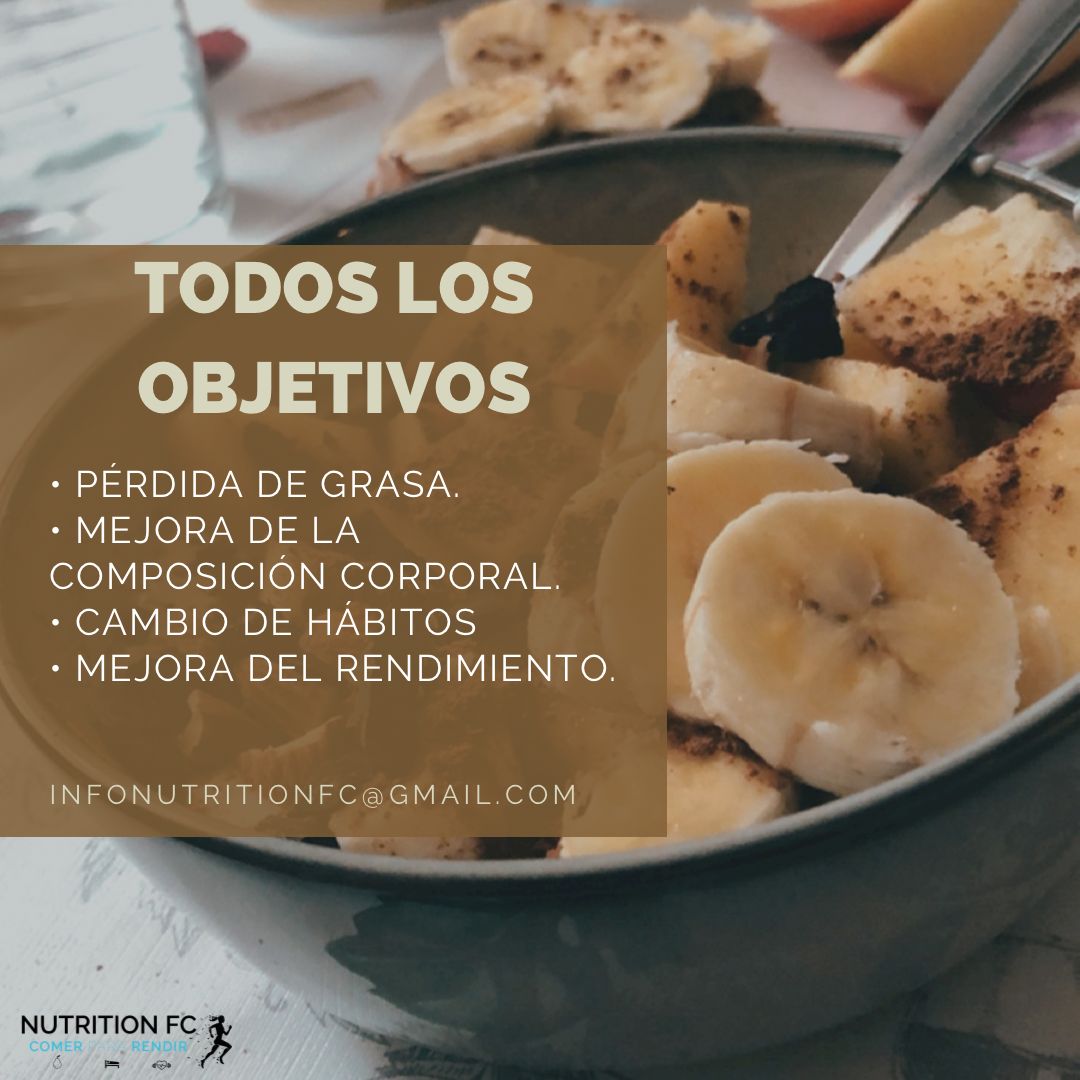 TODOS LOS
OBJETIVOS
• PÉRDIDA DE GRASA.
• MEJORA DE LA
COMPOSICIÓN CORPORAL.
• CAMBIO DE HÁBITOS
• MEJORA DEL RENDIMIENTO.
INFONUTRITIONFC@GMAIL.COM
NUTRITION FC
COMER PARA RENDIR